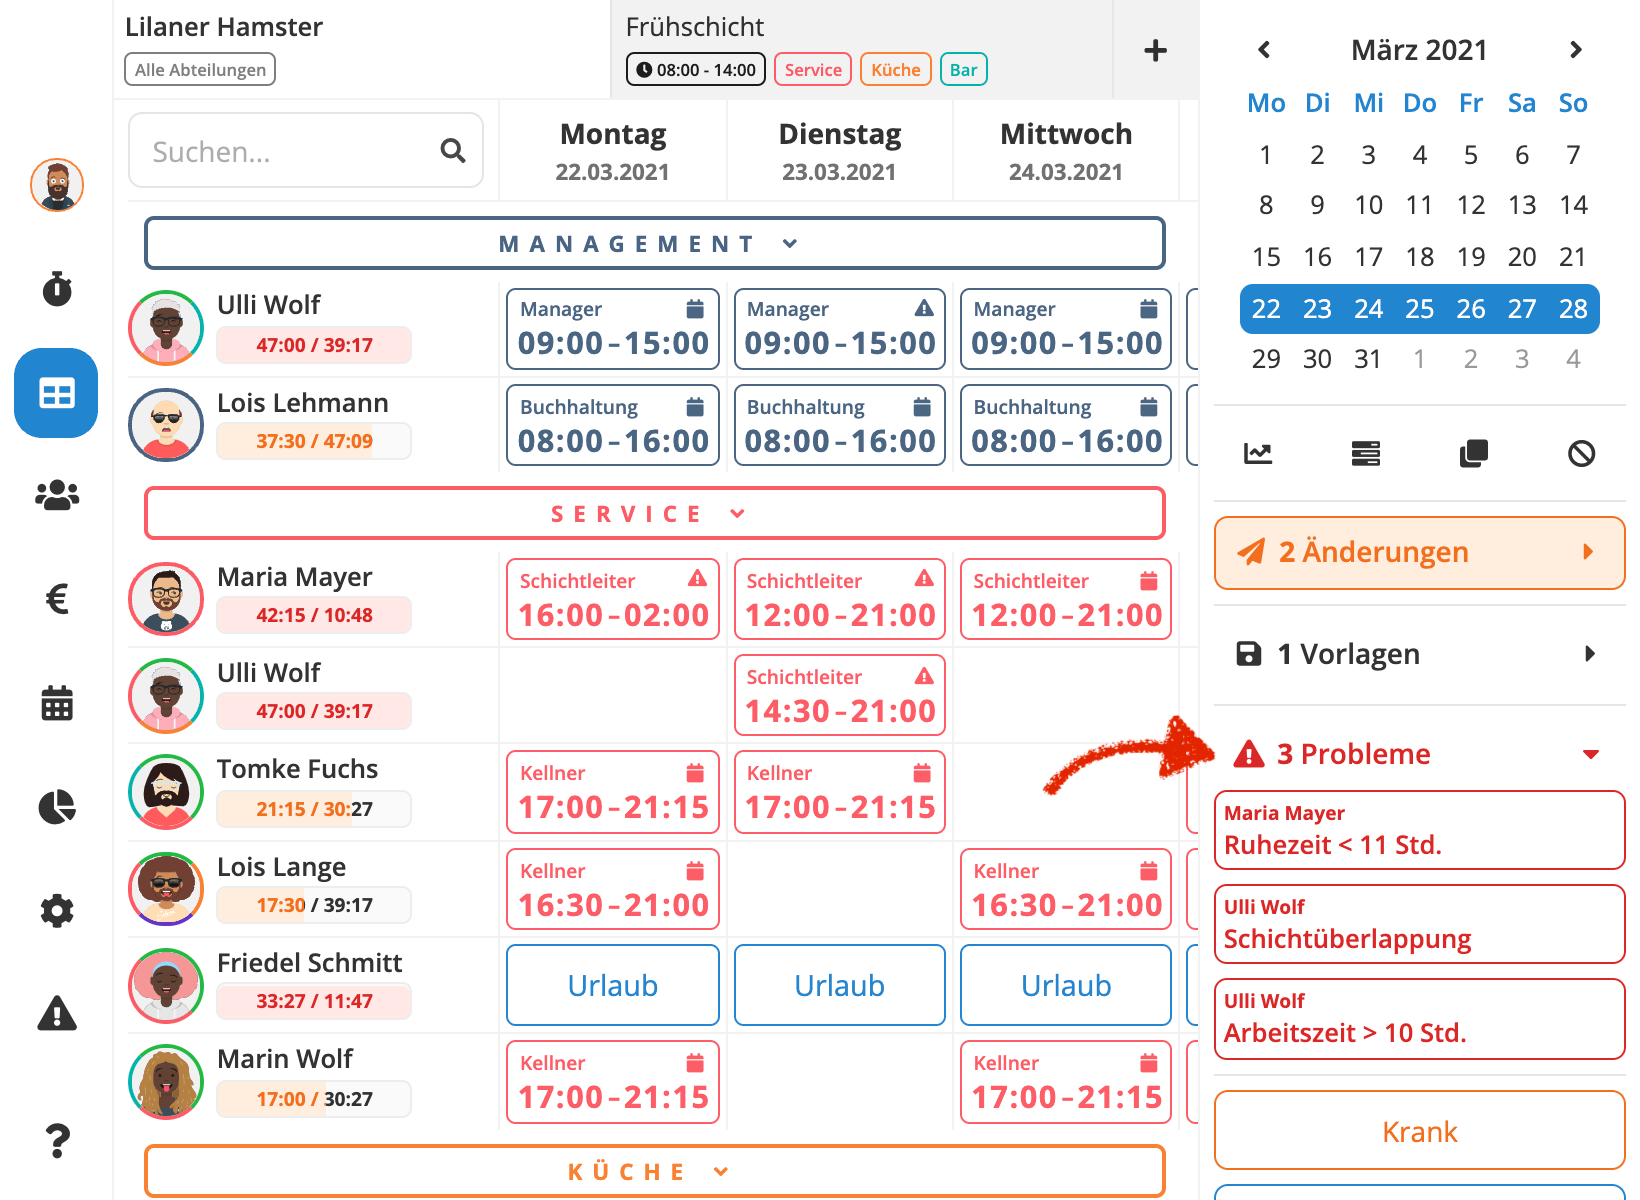 Lilaner Hamster
Alle Abteilungen
Frühschicht
08:00 - 14:00 Service Küche Bar
Suchen...
Montag
22.03.2021
Dienstag
23.03.2021
Mittwoch
24.03.2021
MANAGEMENT
Ulli Wolf
47:00 / 39:17
Manager
09:00-15:00
Manager
09:00-15:00
Manager
09:00-15:00
Lois Lehmann
37:30 / 47:09
Buchhaltung
08:00-16:00
Buchhaltung
08:00-16:00
Buchhaltung
08:00-16:00
SERVICE
Maria Mayer
42:15 / 10:48
Schichtleiter
16:00-02:00
Schichtleiter
12:00-21:00
Schichtleiter
12:00-21:00
Ulli Wolf
47:00 / 39:17
Schichtleiter
14:30-21:00
Tomke Fuchs
21:15 / 30:27
Kellner
17:00-21:15
Kellner
17:00-21:15
Lois Lange
17:30 / 39:17
Kellner
16:30-21:00
Kellner
16:30-21:00
Friedel Schmitt
33:27 / 11:47
Urlaub
Urlaub
Urlaub
Marin Wolf
17:00 / 30:27
Kellner
17:00-21:15
Kellner
17:00-21:15
KÜCHE
März 2021
Mo Di Mi Do Fr Sa So
1 2 3 4 5 6 7
8 9 10 11 12 13 14
15 16 17 18 19 20 21
22 23 24 25 26 27 28
29 30 31 1 2 3 4
2 Änderungen
1 Vorlagen
3 Probleme
Maria Mayer
Ruhezeit < 11 Std.
Ulli Wolf
Schichtüberlappung
Ulli Wolf
Arbeitszeit > 10 Std.
Krank